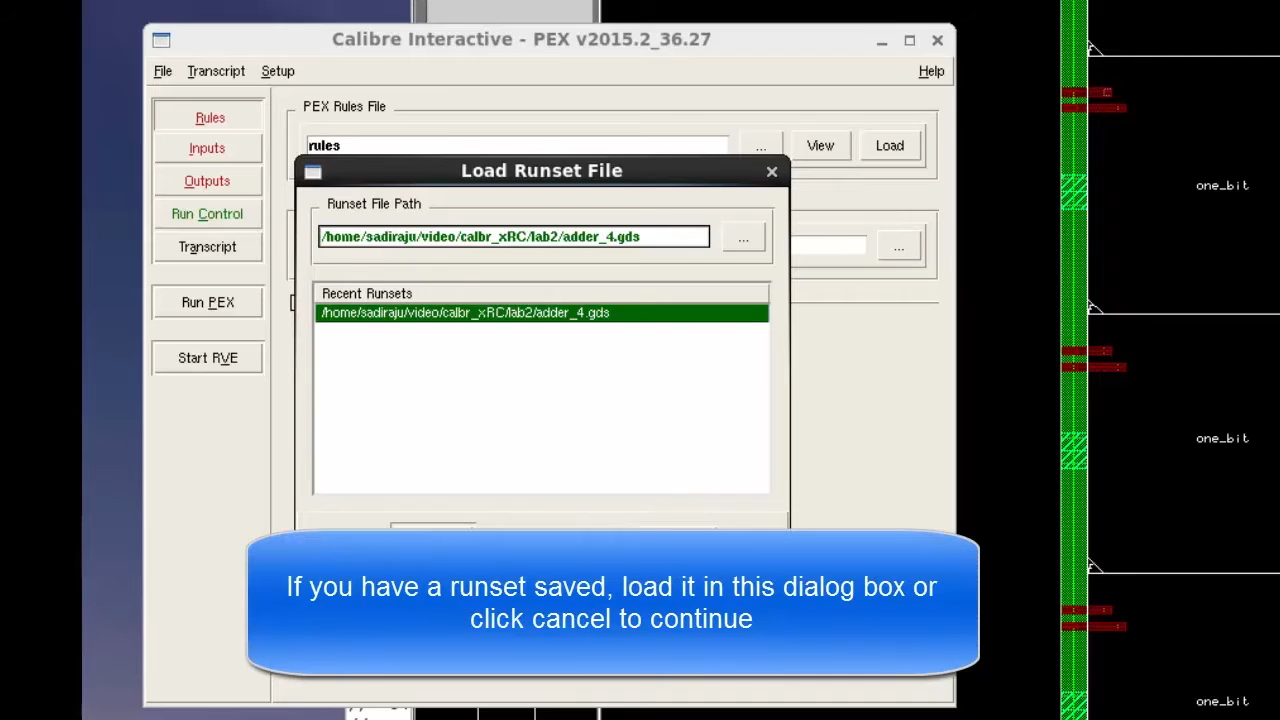 Calibre Interactive - PEX v2015.2_36.27
File Transcript Setup Help
Rules
Inputs
Outputs
Run Control
Transcript
Run PEX
Start RVE
PEX Rules File
rules ... View Load
...
Load Runset File
Runset File Path
/home/sadiraju/video/calbr_xRC/lab2/adder_4.gds ...
Recent Runsets
/home/sadiraju/video/calbr_xRC/lab2/adder_4.gds
If you have a runset saved, load it in this dialog box or
click cancel to continue
one_bit
one_bit
one_bit